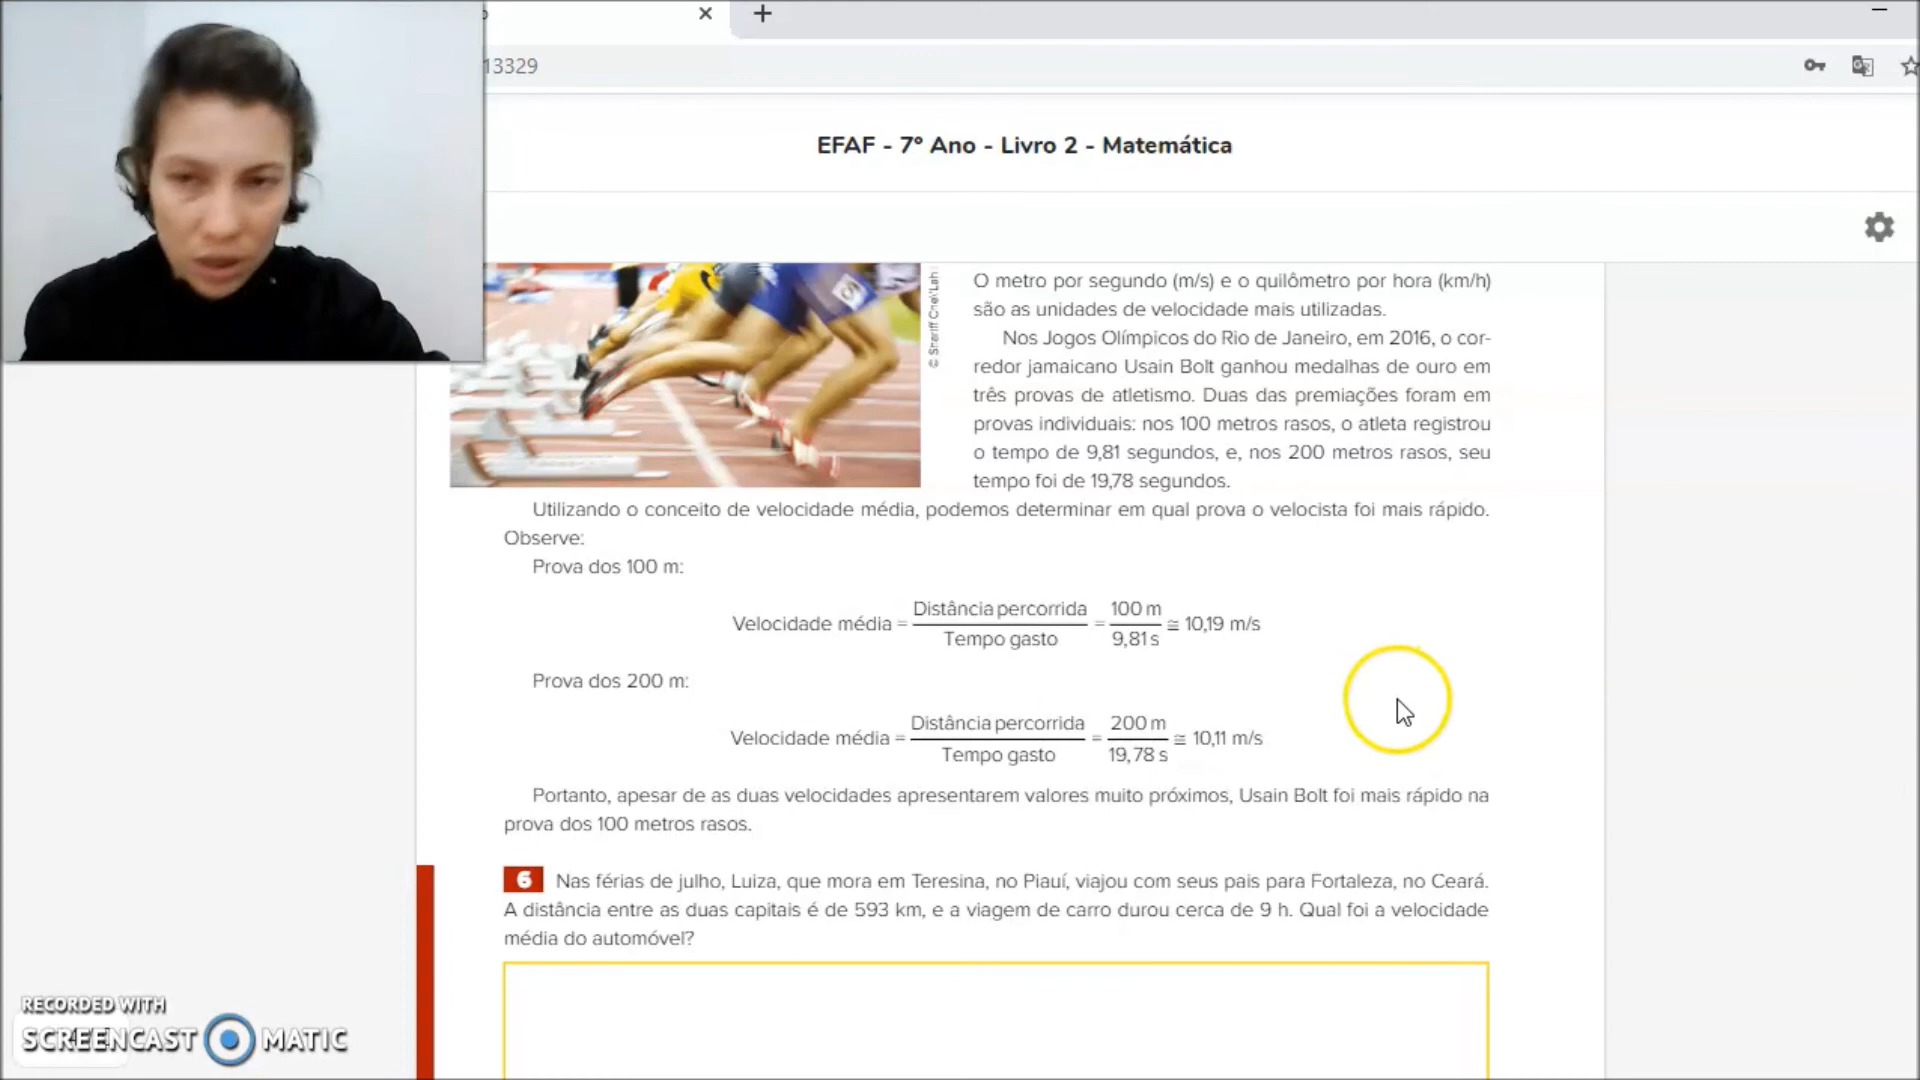 13329
EFAF - 7º Ano - Livro 2 - Matemática
O metro por segundo (m/s) e o quilômetro por hora (km/h)
são as unidades de velocidade mais utilizadas.
Nos Jogos Olímpicos do Rio de Janeiro, em 2016, o cor-
redor jamaicano Usain Bolt ganhou medalhas de ouro em
três provas de atletismo. Duas das premiações foram em
provas individuais: nos 100 metros rasos, o atleta registrou
o tempo de 9,81 segundos, e, nos 200 metros rasos, seu
tempo foi de 19,78 segundos.
Utilizando o conceito de velocidade média, podemos determinar em qual prova o velocista foi mais rápido.
Observe:
Prova dos 100 m:
Velocidade média = Distância percorrida / Tempo gasto = 100 m / 9,81 s ≅ 10,19 m/s
Prova dos 200 m:
Velocidade média = Distância percorrida / Tempo gasto = 200 m / 19,78 s ≅ 10,11 m/s
Portanto, apesar de as duas velocidades apresentarem valores muito próximos, Usain Bolt foi mais rápido na
prova dos 100 metros rasos.
6 Nas férias de julho, Luiza, que mora em Teresina, no Piauí, viajou com seus pais para Fortaleza, no Ceará.
A distância entre as duas capitais é de 593 km, e a viagem de carro durou cerca de 9 h. Qual foi a velocidade
média do automóvel?
RECORDED WITH
SCREENCAST MATIC